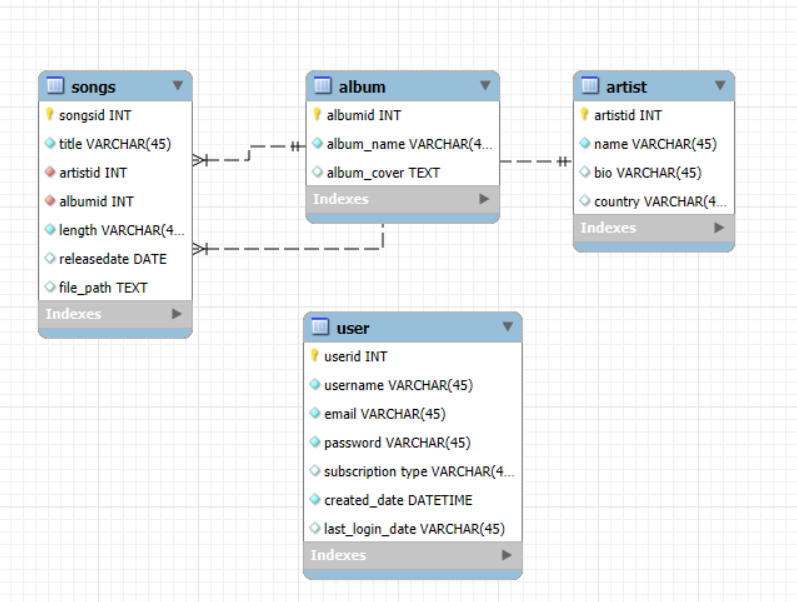 songs
songsid INT
title VARCHAR(45)
artistid INT
albumid INT
length VARCHAR(4...
releasedate DATE
file_path TEXT
Indexes
album
albumid INT
album_name VARCHAR(4...
album_cover TEXT
Indexes
artist
artistid INT
name VARCHAR(45)
bio VARCHAR(45)
country VARCHAR(4...
Indexes
user
userid INT
username VARCHAR(45)
email VARCHAR(45)
password VARCHAR(45)
subscription type VARCHAR(4...
created_date DATETIME
last_login_date VARCHAR(45)
Indexes